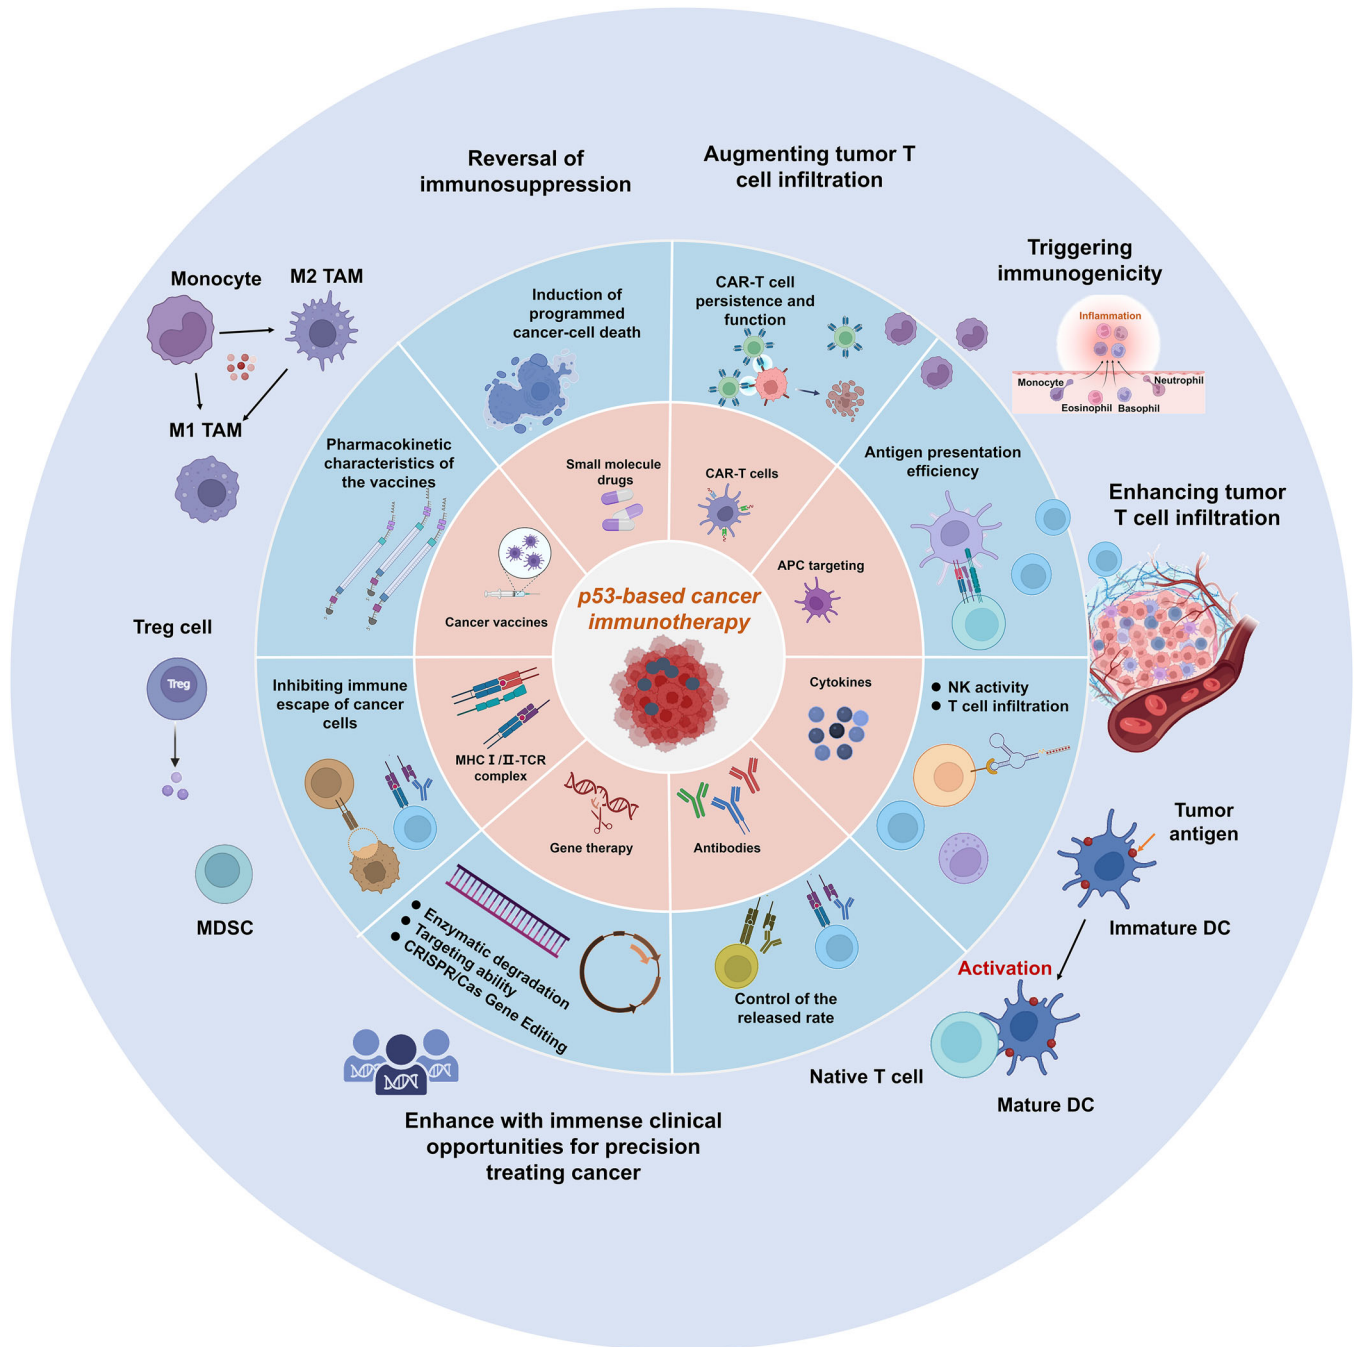 Reversal of
immunosuppression
Augmenting tumor T
cell infiltration
Triggering
immunogenicity
Inflammation
Monocyte
Neutrophil
Eosinophil
Basophil
Monocyte
M2 TAM
M1 TAM
Induction of
programmed
cancer-cell death
CAR-T cell
persistence and
function
Pharmacokinetic
characteristics of
the vaccines
Antigen presentation
efficiency
Enhancing tumor
T cell infiltration
Small molecule
drugs
CAR-T cells
APC targeting
Cancer vaccines
p53-based cancer
immunotherapy
Treg cell
Treg
MDSC
Inhibiting immune
escape of cancer
cells
MHC Ⅰ/Ⅱ-TCR
complex
Cytokines
● NK activity
● T cell infiltration
Gene therapy
Antibodies
● Enzymatic degradation
● Targeting ability
● CRISPR/Cas Gene Editing
Control of the
released rate
Tumor
antigen
Immature DC
Activation
Native T cell
Mature DC
Enhance with immense clinical
opportunities for precision
treating cancer